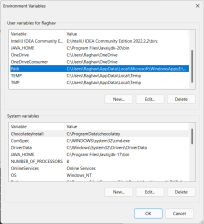 Environment Variables
User variables for Raghav
Variable Value
Intellij IDEA Community E... C:\Program Files\JetBrains\IntelliJ IDEA Community Edition 2022.2.2\bin;
JAVA_HOME C:\Program Files\Java\jdk-20\bin
OneDrive C:\Users\Raghav\OneDrive
OneDriveConsumer C:\Users\Raghav\OneDrive
Path C:\Users\Raghav\AppData\Local\Microsoft\WindowsApps;
TEMP C:\Users\Raghav\AppData\Local\Temp
TMP C:\Users\Raghav\AppData\Local\Temp
New... Edit... Delete
System variables
Variable Value
ChocolateyInstall C:\ProgramData\chocolatey
ComSpec C:\WINDOWS\system32\cmd.exe
DriverData C:\Windows\System32\Drivers\DriverData
JAVA_HOME C:\Program Files\Java\jdk-17\bin
NUMBER_OF_PROCESSORS 8
OnlineServices Online Services
OS Windows_NT
New... Edit... Delete
OK Cancel